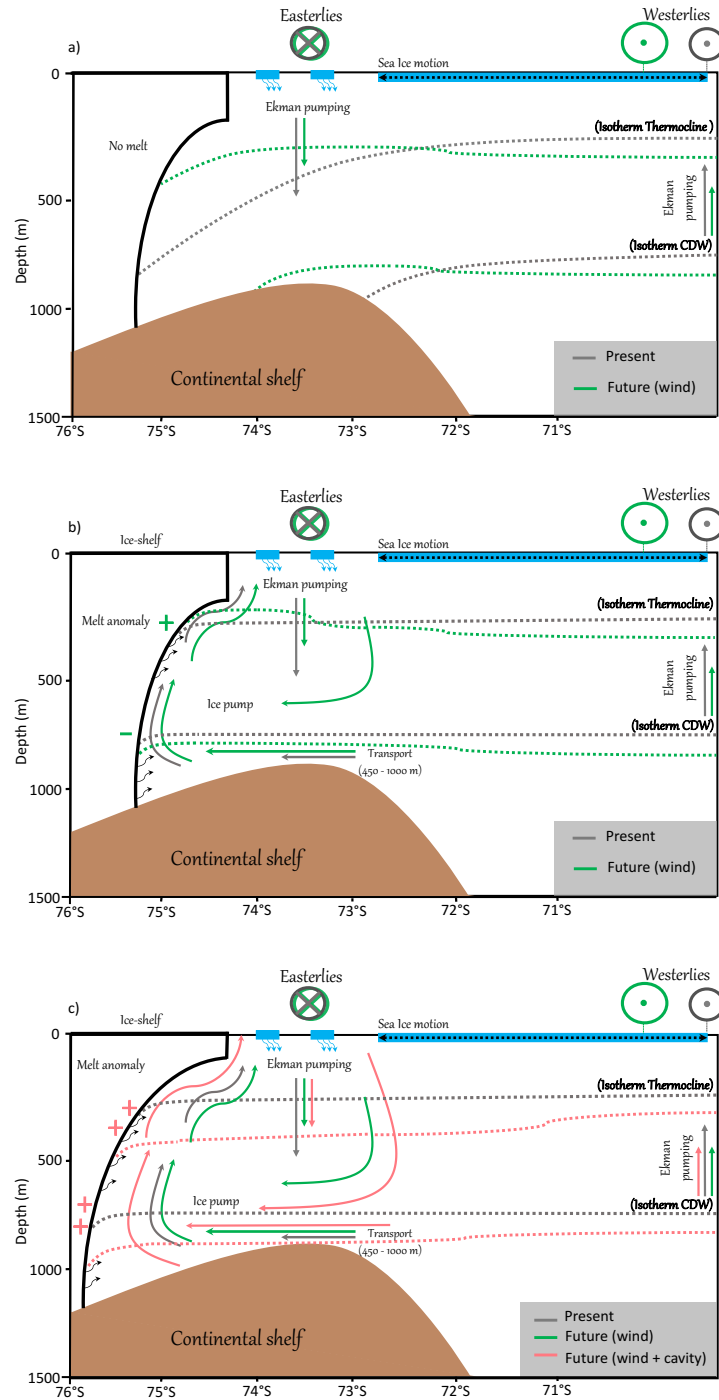 Easterlies
Westerlies
a)
Sea Ice motion
0
Ekman pumping
No melt
(Isotherm Thermocline )
500
Depth (m)
Ekman
pumping
(Isotherm CDW)
1000
Continental shelf
Present
Future (wind)
1500
76°S
75°S
74°S
73°S
72°S
71°S
Easterlies
Westerlies
b)
Ice-shelf
Sea Ice motion
0
Ekman pumping
Melt anomaly
+
(Isotherm Thermocline)
500
Depth (m)
Ice pump
Ekman
pumping
−
(Isotherm CDW)
Transport
(450 - 1000 m)
1000
Continental shelf
Present
Future (wind)
1500
76°S
75°S
74°S
73°S
72°S
71°S
Easterlies
Westerlies
c)
Ice-shelf
Sea Ice motion
0
Melt anomaly
Ekman pumping
(Isotherm Thermocline)
+
+
500
Depth (m)
Ekman
pumping
+
Ice pump
(Isotherm CDW)
+
Transport
(450 - 1000 m)
1000
Continental shelf
Present
Future (wind)
Future (wind + cavity)
1500
76°S
75°S
74°S
73°S
72°S
71°S